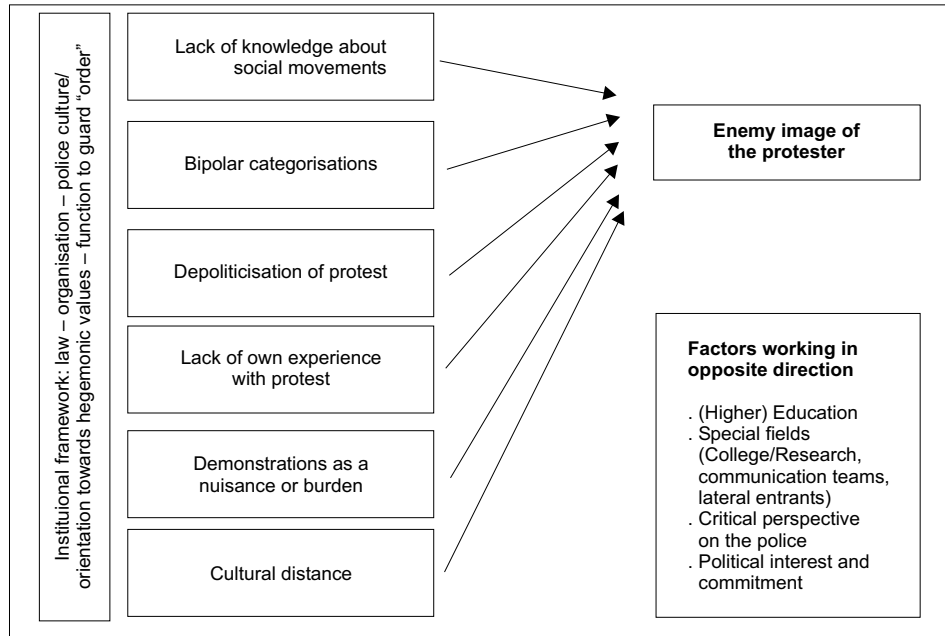 Instituional framework: law – organisation – police culture/
orientation towards hegemonic values – function to guard “order”
Lack of knowledge about
social movements
Bipolar categorisations
Depoliticisation of protest
Lack of own experience
with protest
Demonstrations as a
nuisance or burden
Cultural distance
Enemy image of
the protester
Factors working in
opposite direction
. (Higher) Education
. Special fields
(College/Research,
communication teams,
lateral entrants)
. Critical perspective
on the police
. Political interest and
commitment